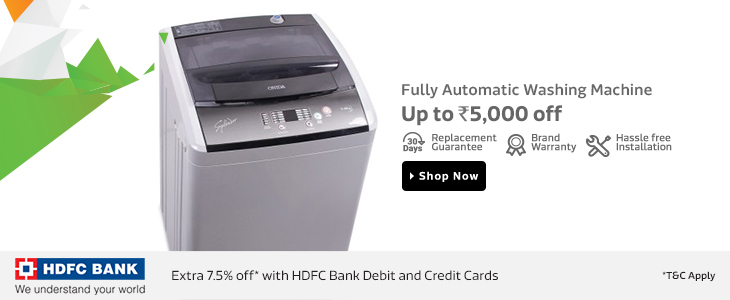 Fully Automatic Washing Machine
Up to ₹5,000 off
30 Days
Replacement Guarantee
Brand Warranty
Hassle free Installation
Shop Now
HDFC BANK
We understand your world
Extra 7.5% off* with HDFC Bank Debit and Credit Cards
*T&C Apply
ONIDA